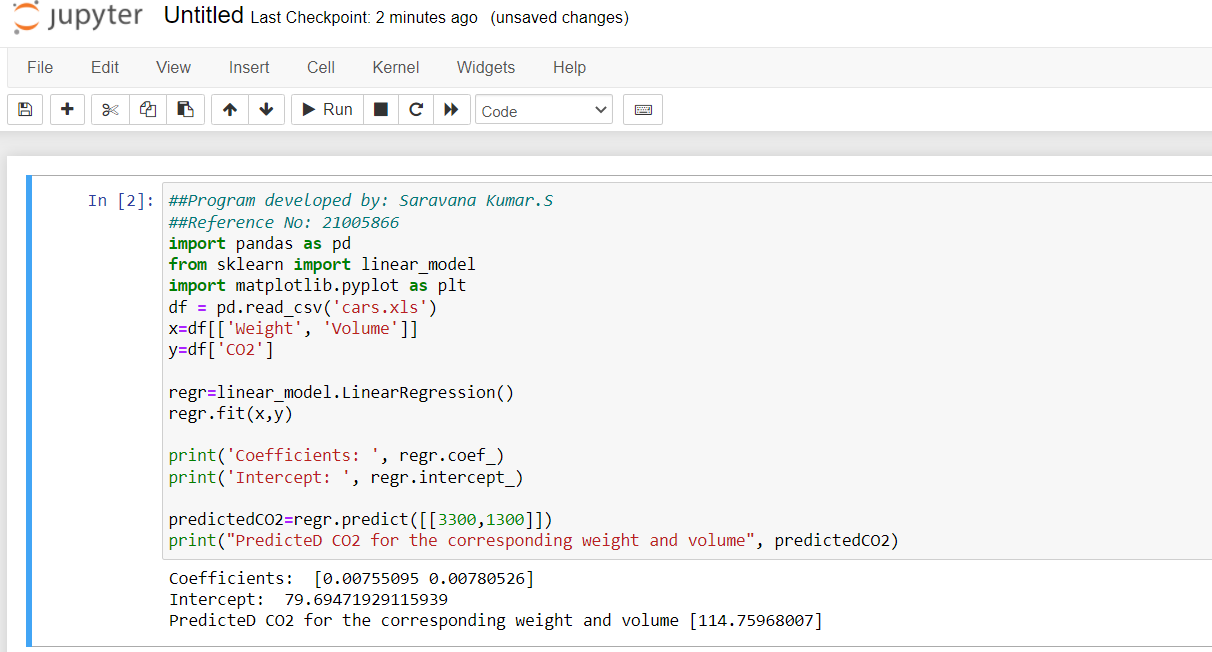 jupyter Untitled Last Checkpoint: 2 minutes ago (unsaved changes)
File Edit View Insert Cell Kernel Widgets Help
Run Code
In [2]:
##Program developed by: Saravana Kumar.S
##Reference No: 21005866
import pandas as pd
from sklearn import linear_model
import matplotlib.pyplot as plt
df = pd.read_csv('cars.xls')
x=df[['Weight', 'Volume']]
y=df['CO2']
regr=linear_model.LinearRegression()
regr.fit(x,y)
print('Coefficients: ', regr.coef_)
print('Intercept: ', regr.intercept_)
predictedCO2=regr.predict([[3300,1300]])
print("PredicteD CO2 for the corresponding weight and volume", predictedCO2)
Coefficients:  [0.00755095 0.00780526]
Intercept:  79.69471929115939
PredicteD CO2 for the corresponding weight and volume [114.75968007]